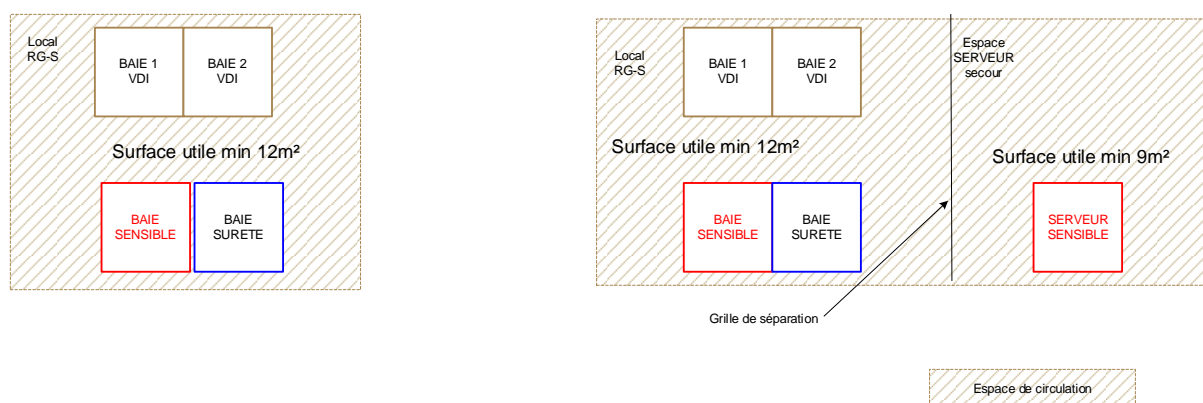 Local
RG-S
BAIE 1
VDI
BAIE 2
VDI
Surface utile min 12m²
BAIE
SENSIBLE
BAIE
SURETE
Local
RG-S
BAIE 1
VDI
BAIE 2
VDI
Espace
SERVEUR
secour
Surface utile min 12m²
Surface utile min 9m²
BAIE
SENSIBLE
BAIE
SURETE
SERVEUR
SENSIBLE
Grille de séparation
Espace de circulation